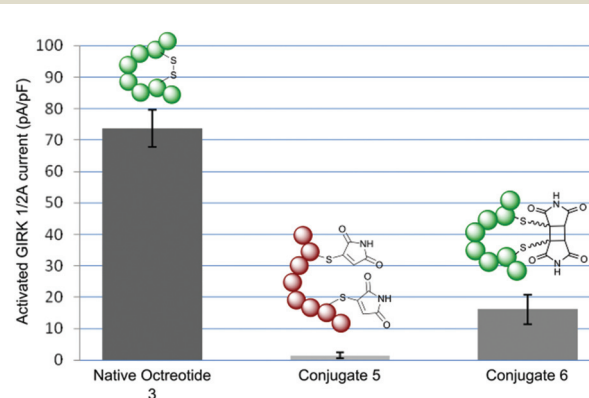 Activated GIRK 1/2A current (pA/pF)
100
90
80
70
60
50
40
30
20
10
0
S
S
S
O
NH
O
S
O
NH
O
H
O N O
S
S
O N O
H
Native Octreotide
3
Conjugate 5
Conjugate 6